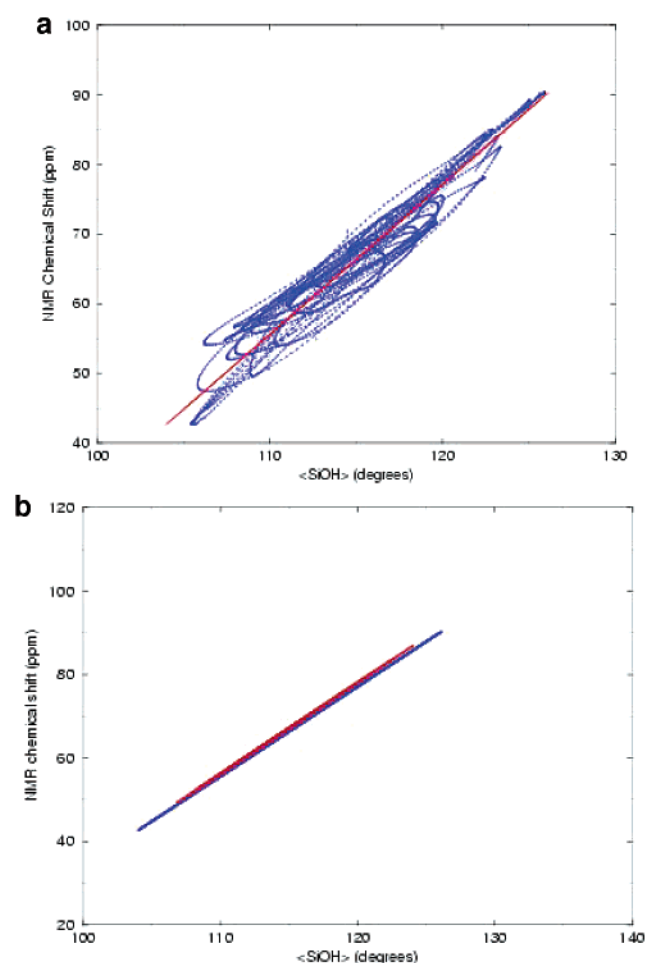 a
100
90
80
70
60
50
40
NMR Chemical Shift (ppm)
100 110 120 130
<SiOH> (degrees)
b
120
100
80
60
40
20
NMR chemical shift (ppm)
100 110 120 130 140
<SiOH> (degrees)